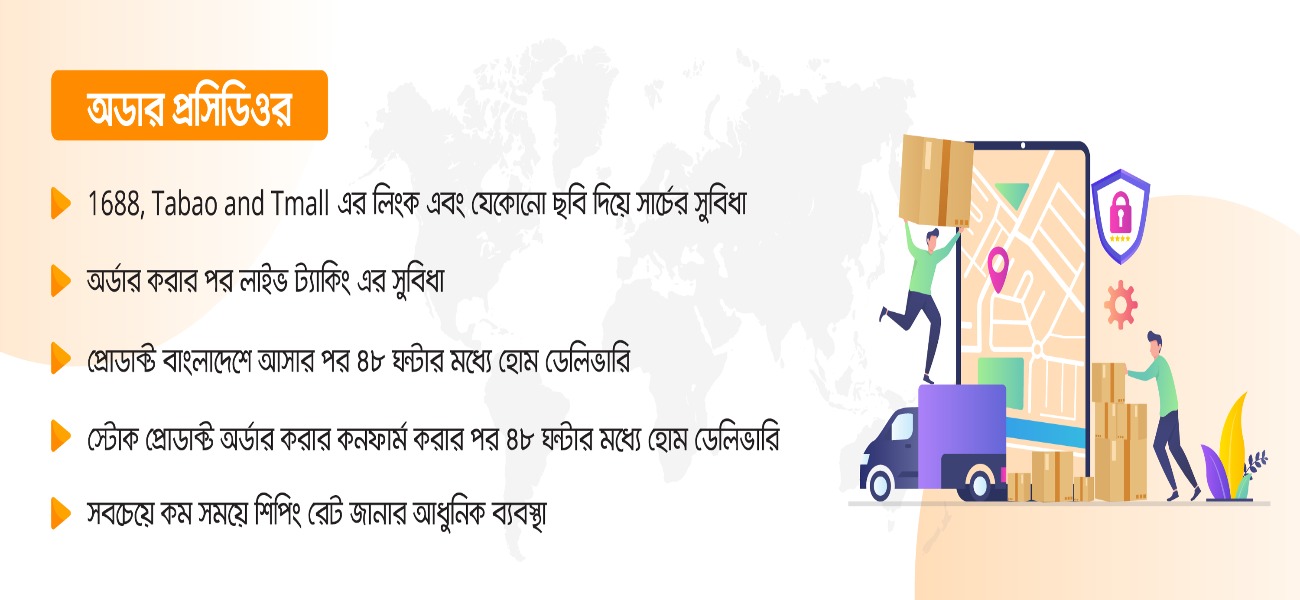 অডার প্রসিডিওর
1688, Tabao and Tmall এর লিংক এবং যেকোনো ছবি দিয়ে সার্চের সুবিধা
অর্ডার করার পর লাইভ ট্যাকিং এর সুবিধা
প্রোডাক্ট বাংলাদেশে আসার পর ৪৮ ঘন্টার মধ্যে হোম ডেলিভারি
স্টোক প্রোডাক্ট অর্ডার করার কনফার্ম করার পর ৪৮ ঘন্টার মধ্যে হোম ডেলিভারি
সবচেয়ে কম সময়ে শিপিং রেট জানার আধুনিক ব্যবস্থা